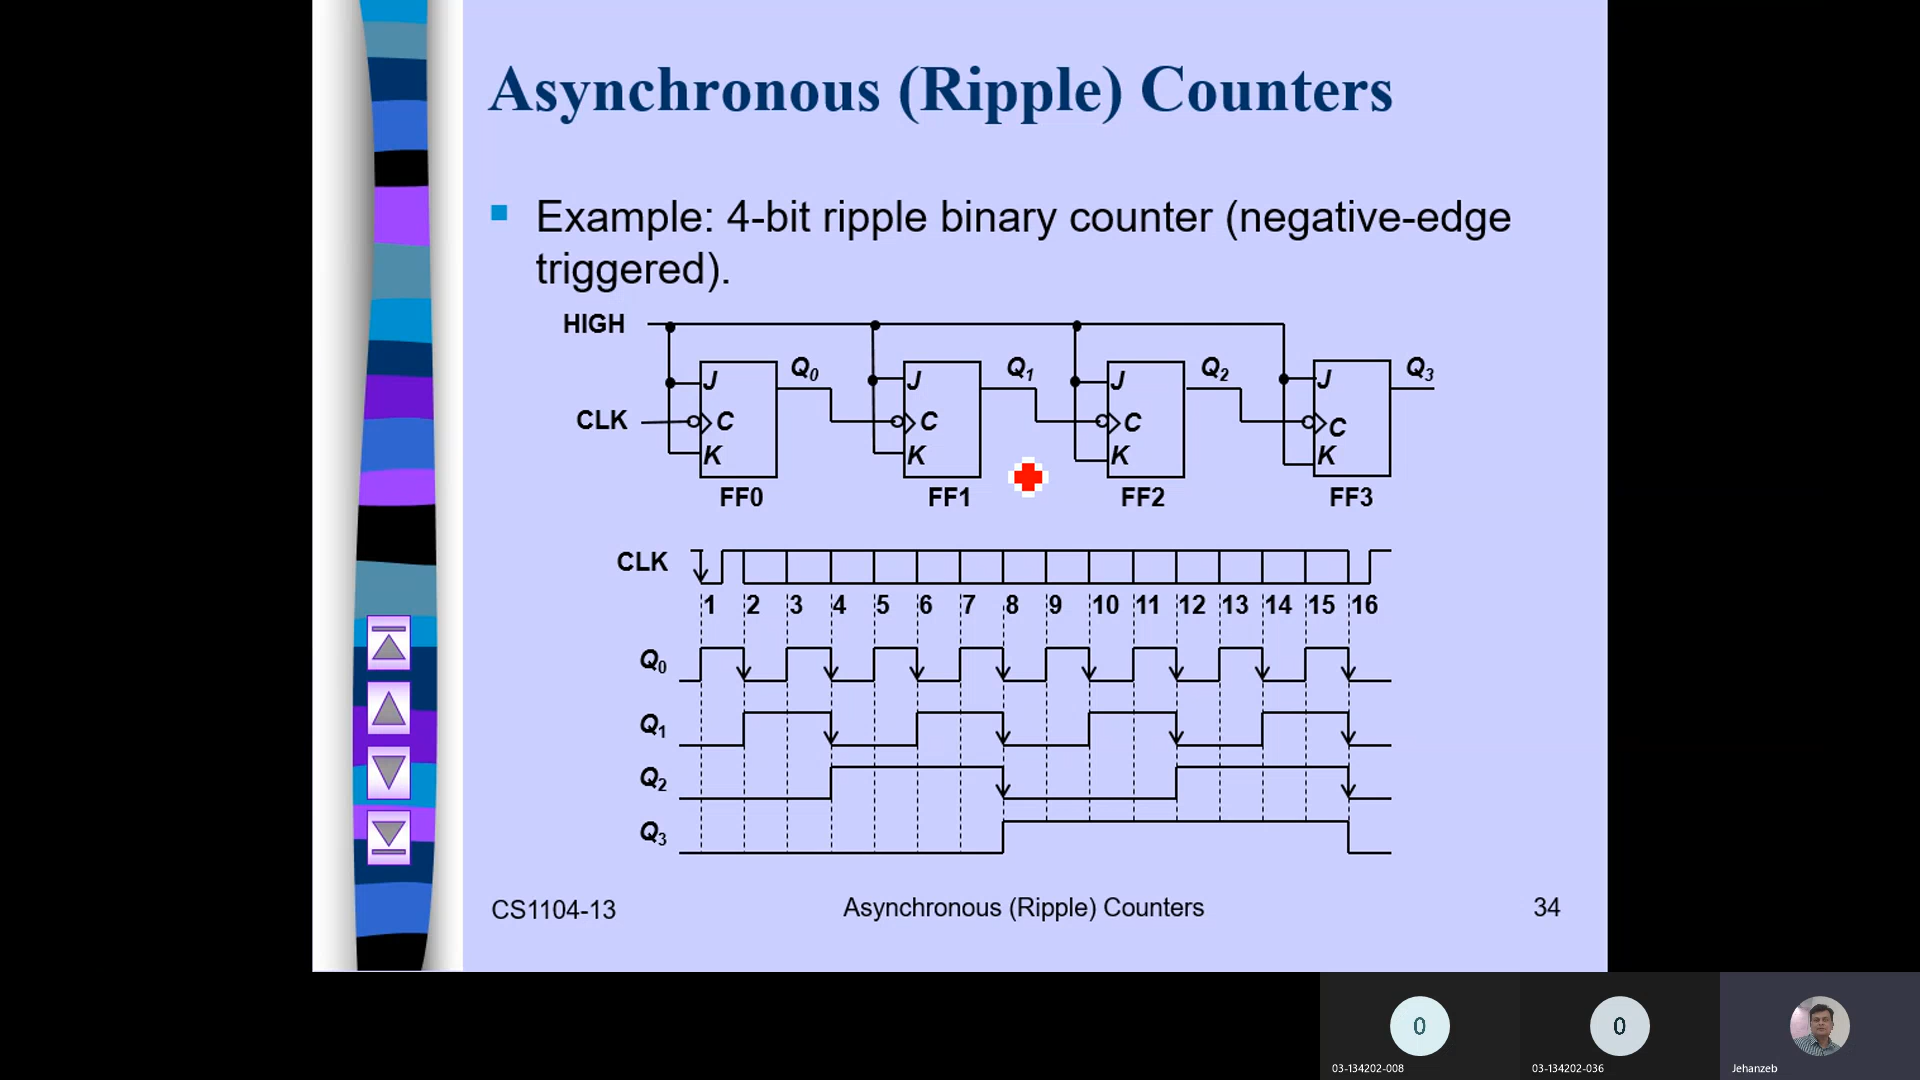 Asynchronous (Ripple) Counters
Example: 4-bit ripple binary counter (negative-edge
triggered).
HIGH
J Q0 J Q1 J Q2 J Q3
CLK C C C C
K K K K
FF0 FF1 FF2 FF3
CLK
1 2 3 4 5 6 7 8 9 10 11 12 13 14 15 16
Q0
Q1
Q2
Q3
CS1104-13 Asynchronous (Ripple) Counters 34
0 0
03-134202-008 03-134202-036 Jehanzeb